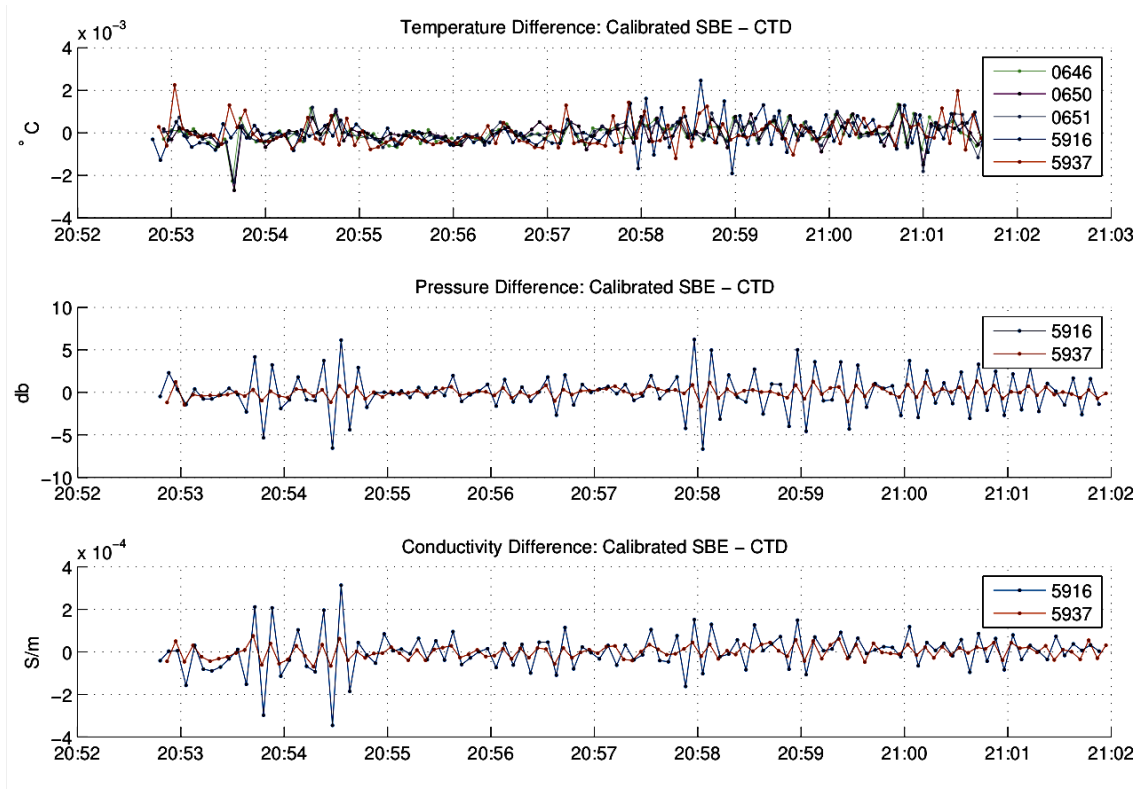 Temperature Difference: Calibrated SBE − CTD
x 10−3
4
2
0
−2
−4
° C
20:52 20:53 20:54 20:55 20:56 20:57 20:58 20:59 21:00 21:01 21:02 21:03
0646
0650
0651
5916
5937
Pressure Difference: Calibrated SBE − CTD
10
5
0
−5
−10
db
20:52 20:53 20:54 20:55 20:56 20:57 20:58 20:59 21:00 21:01 21:02
5916
5937
Conductivity Difference: Calibrated SBE − CTD
x 10−4
4
2
0
−2
−4
S/m
20:52 20:53 20:54 20:55 20:56 20:57 20:58 20:59 21:00 21:01 21:02
5916
5937